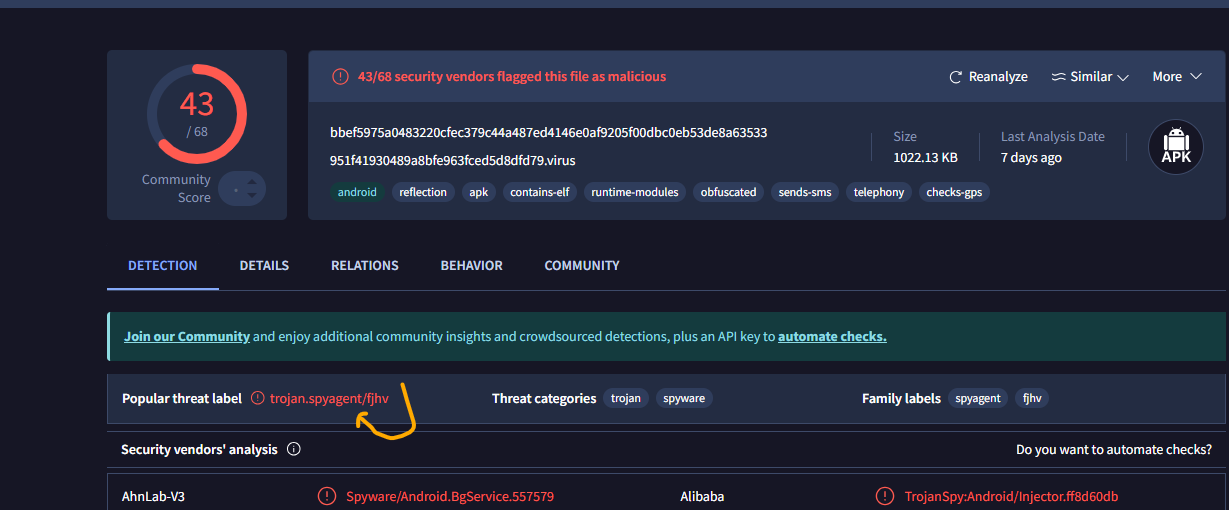 43
/ 68
Community
Score
-
43/68 security vendors flagged this file as malicious
Reanalyze
Similar
More
bbef5975a0483220cfec379c44a487ed4146e0af9205f00dbc0eb53de8a63533
951f41930489a8bfe963fced5d8dfd79.virus
Size
1022.13 KB
Last Analysis Date
7 days ago
APK
android reflection apk contains-elf runtime-modules obfuscated sends-sms telephony checks-gps
DETECTION DETAILS RELATIONS BEHAVIOR COMMUNITY
Join our Community and enjoy additional community insights and crowdsourced detections, plus an API key to automate checks.
Popular threat label trojan.spyagent/fjhv Threat categories trojan spyware Family labels spyagent fjhv
Security vendors' analysis Do you want to automate checks?
AhnLab-V3 Spyware/Android.BgService.557579 Alibaba TrojanSpy:Android/Injector.ff8d60db